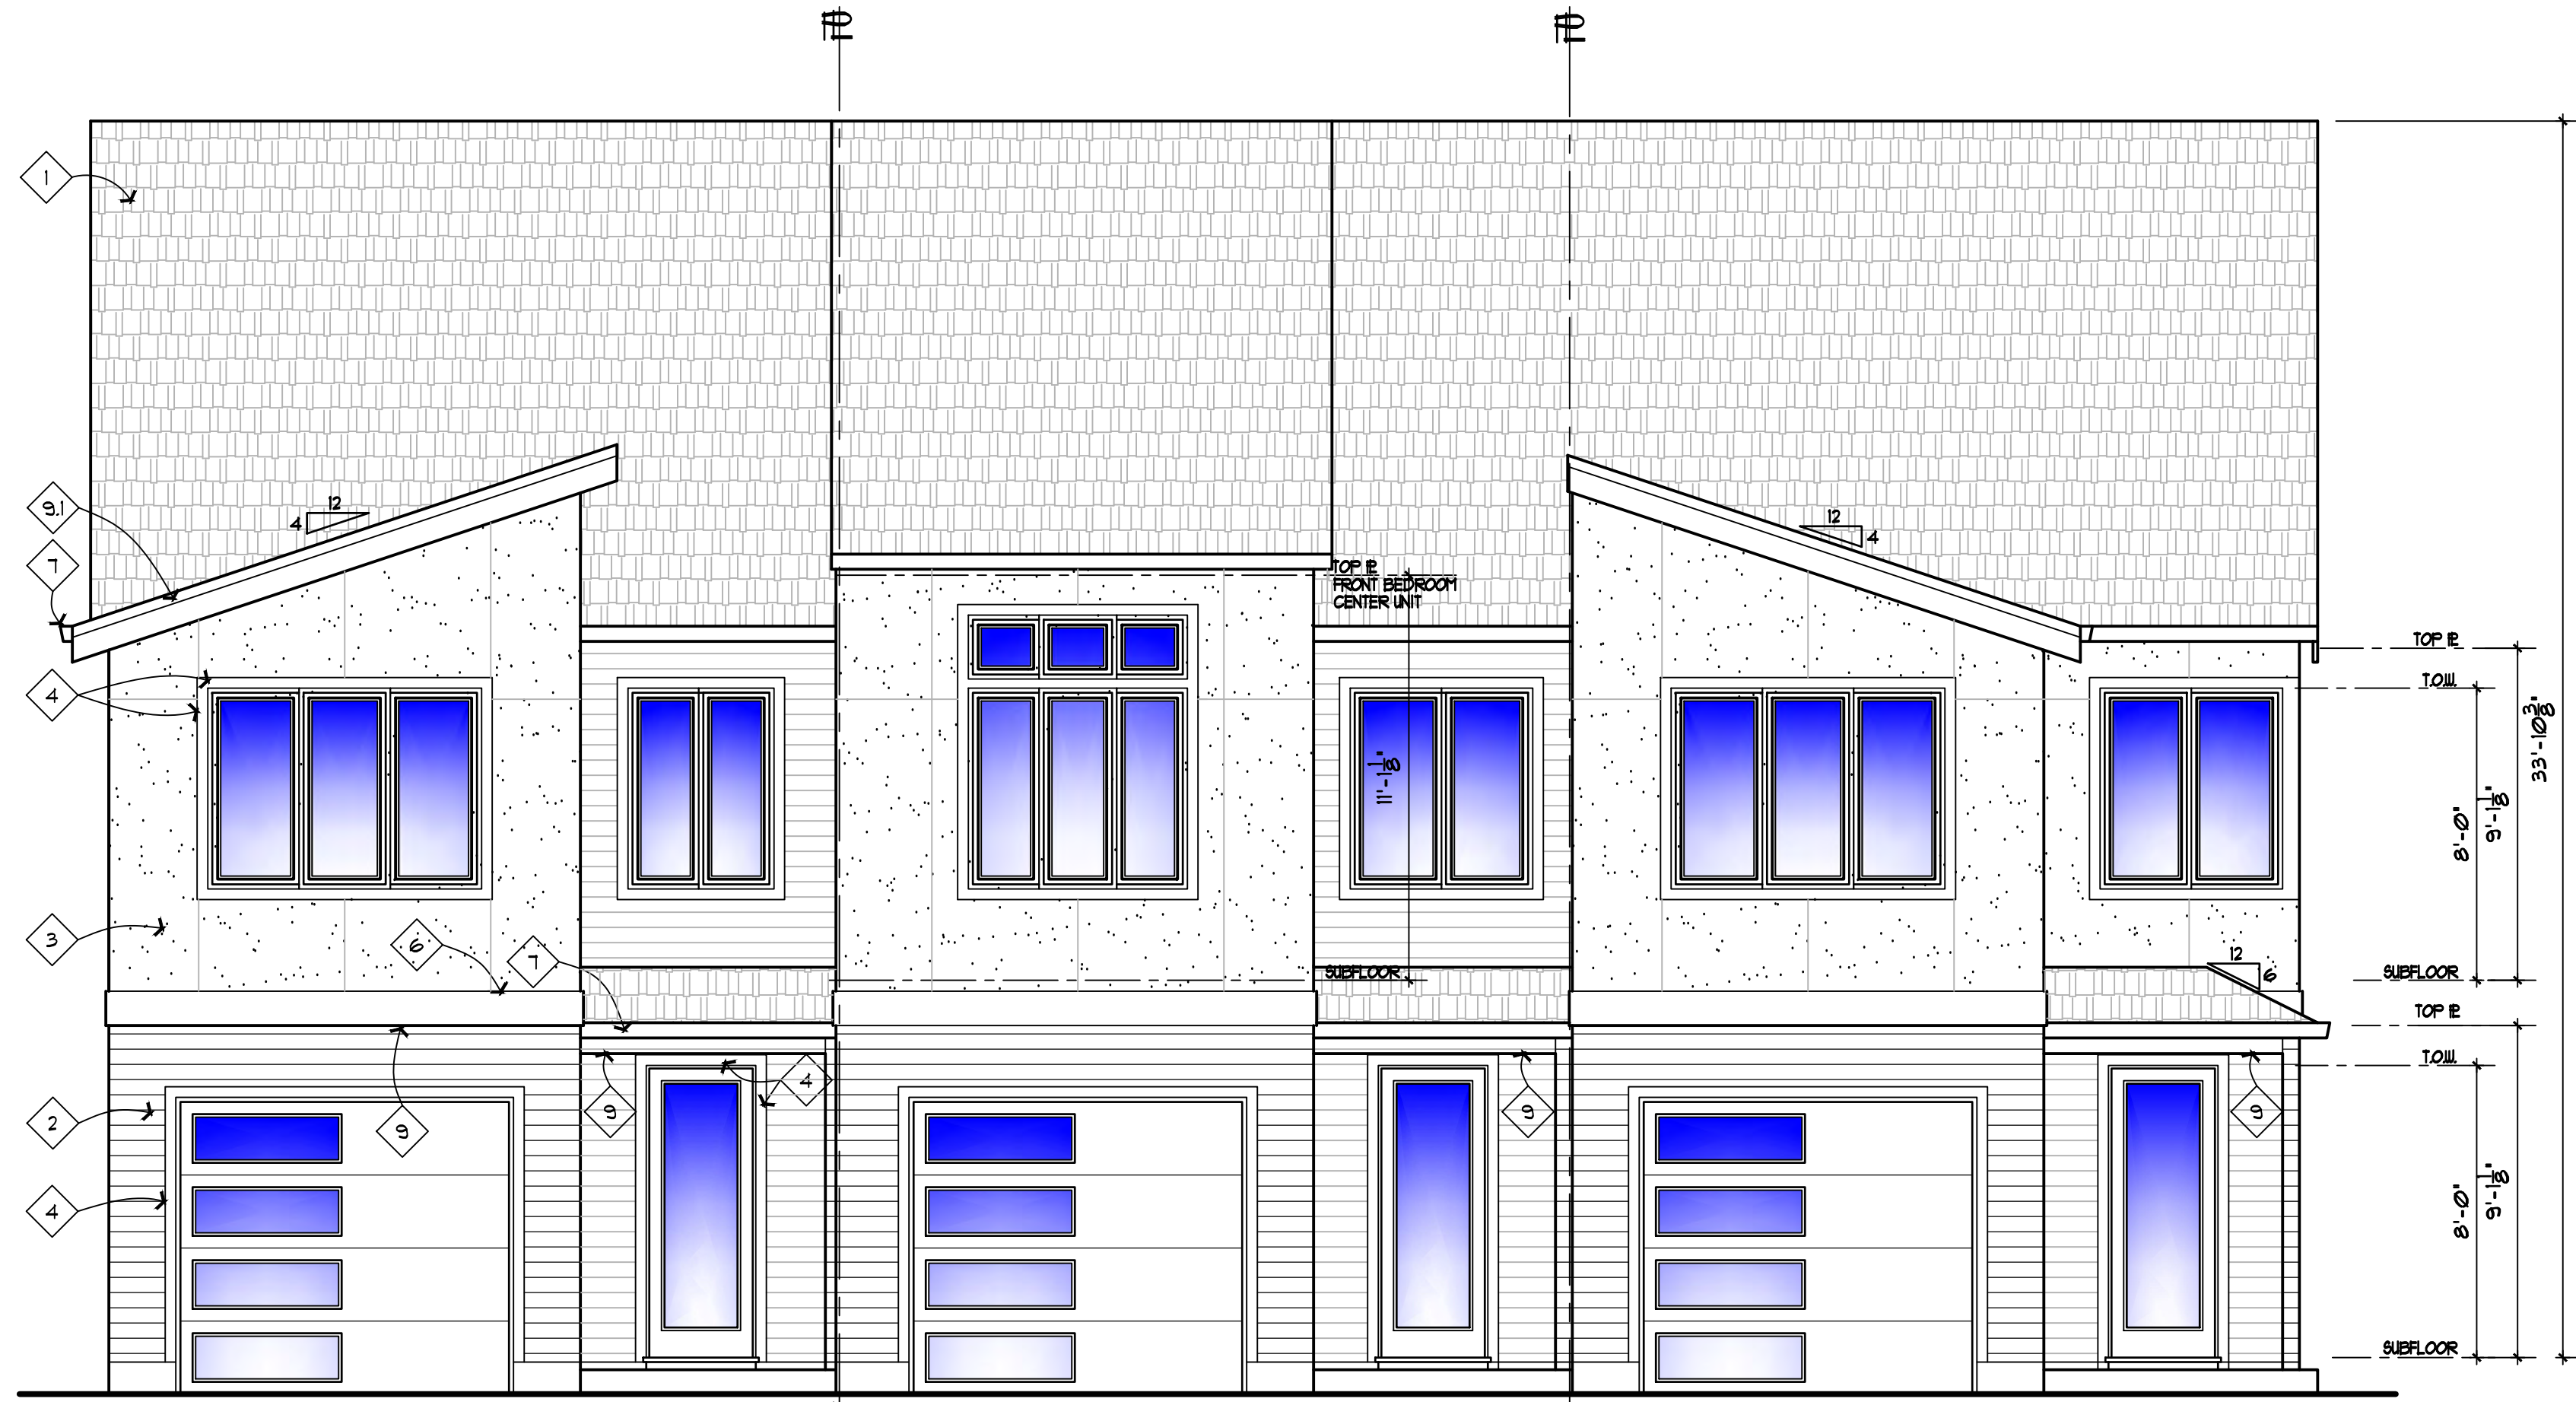 1
9.1
12
4
7
12
4
TOP PL
FRONT BEDROOM
CENTER UNIT
TOP PL
4
T.O.W.
33'-10 3/8"
11'-1 1/8"
8'-0"
9'-1 1/8"
3
6
7
12
6
SUBFLOOR
SUBFLOOR
TOP PL
T.O.W.
4
2
9
9
9
9
4
8'-0"
9'-1 1/8"
SUBFLOOR